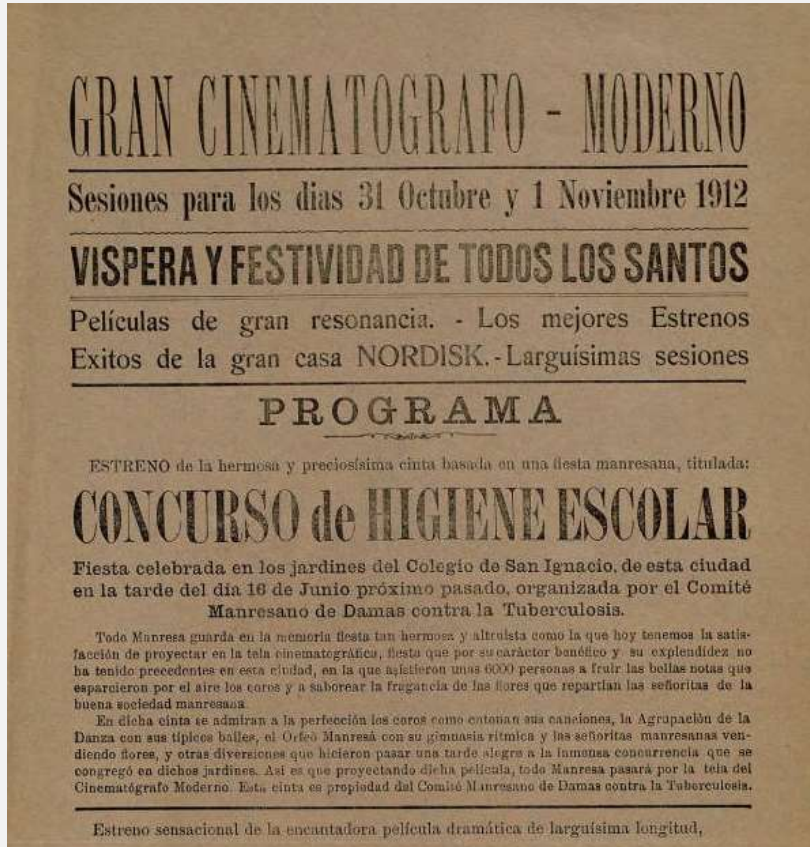 GRAN CINEMATOGRAFO - MODERNO
Sesiones para los dias 31 Octubre y 1 Noviembre 1912
VISPERA Y FESTIVIDAD DE TODOS LOS SANTOS
Películas de gran resonancia. - Los mejores Estrenos
Exitos de la gran casa NORDISK. - Larguísimas sesiones
PROGRAMA
ESTRENO de la hermosa y preciosísima cinta basada en una fiesta manresana, titulada:
CONCURSO de HIGIENE ESCOLAR
Fiesta celebrada en los jardines del Colegio de San Ignacio, de esta ciudad
en la tarde del día 16 de Junio próximo pasado, organizada por el Comité
Manresano de Damas contra la Tuberculosis.
Todo Manresa guarda en la memoria fiesta tan hermosa y altruista como la que hoy tenemos la satis-
facción de proyectar en la tela cinematográfica, fiesta que por su carácter benéfico y su explendidez no
ha tenido precedentes en esta ciudad, en la que asistieron unas 6000 personas a fruir las bellas notas que
esparcieron por el aire los coros y a saborear la fragancia de las flores que repartían las señoritas de la
buena sociedad manresana.
En dicha cinta se admiran a la perfección los coros como entonan sus canciones, la Agrupación de la
Danza con sus típicos bailes, el Orfeó Manresá con su gimnasia rítmica y las señoritas manresanas ven-
diendo flores, y otras diversiones que hicieron pasar una tarde alegre a la inmensa concurrencia que se
congregó en dichos jardines. Asi es que proyectando dicha película, todo Manresa pasará por la tela del
Cinematógrafo Moderno. Esta cinta es propiedad del Comité Manresano de Damas contra la Tuberculosis.
Estreno sensacional de la encantadora película dramática de larguísima longitud,